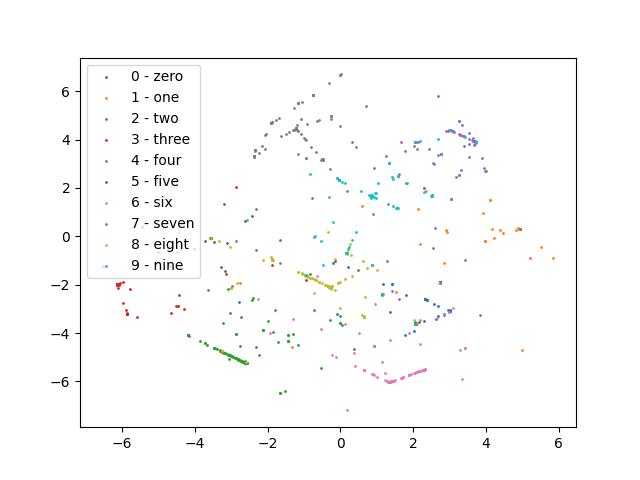 0 - zero
1 - one
2 - two
3 - three
4 - four
5 - five
6 - six
7 - seven
8 - eight
9 - nine
6
4
2
0
−2
−4
−6
−6
−4
−2
0
2
4
6